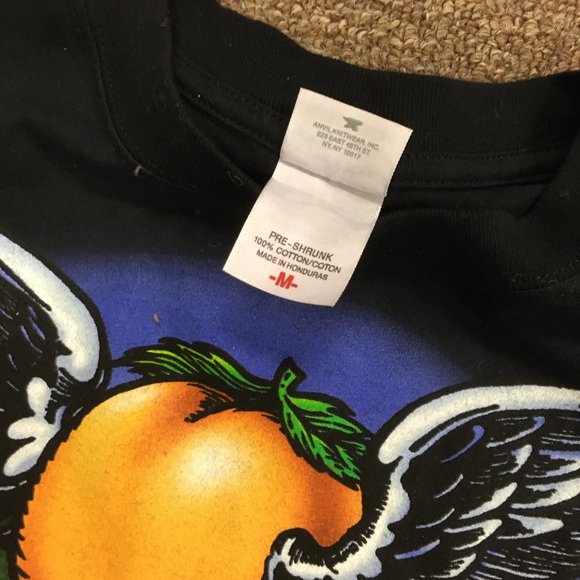 ANVIL KNITWEAR, INC.
228 EAST 45TH ST.
NY, NY 10017
PRE-SHRUNK
100% COTTON/COTON
MADE IN HONDURAS
-M-